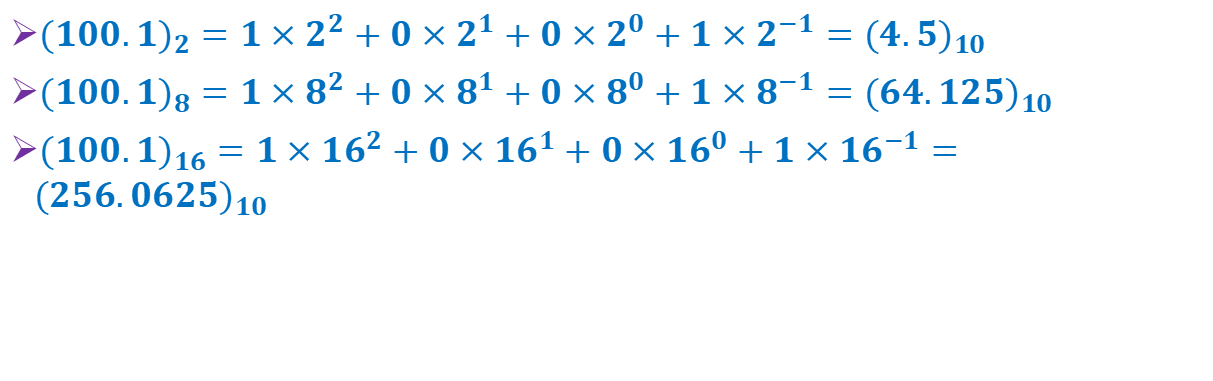 ➢(100.1)₂ = 1 × 2² + 0 × 2¹ + 0 × 2⁰ + 1 × 2⁻¹ = (4.5)₁₀
➢(100.1)₈ = 1 × 8² + 0 × 8¹ + 0 × 8⁰ + 1 × 8⁻¹ = (64.125)₁₀
➢(100.1)₁₆ = 1 × 16² + 0 × 16¹ + 0 × 16⁰ + 1 × 16⁻¹ =
(256.0625)₁₀